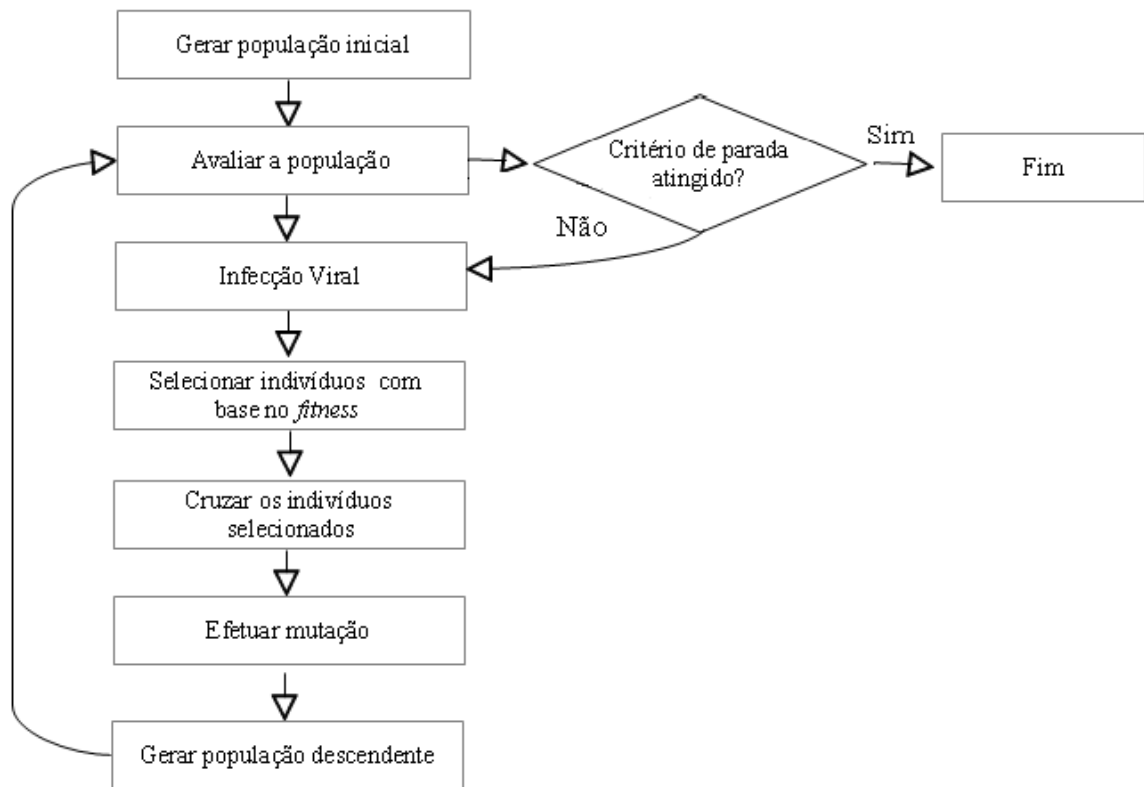 Gerar população inicial
Avaliar a população
Critério de parada
atingido?
Sim
Fim
Não
Infecção Viral
Selecionar indivíduos com
base no fitness
Cruzar os indivíduos
selecionados
Efetuar mutação
Gerar população descendente